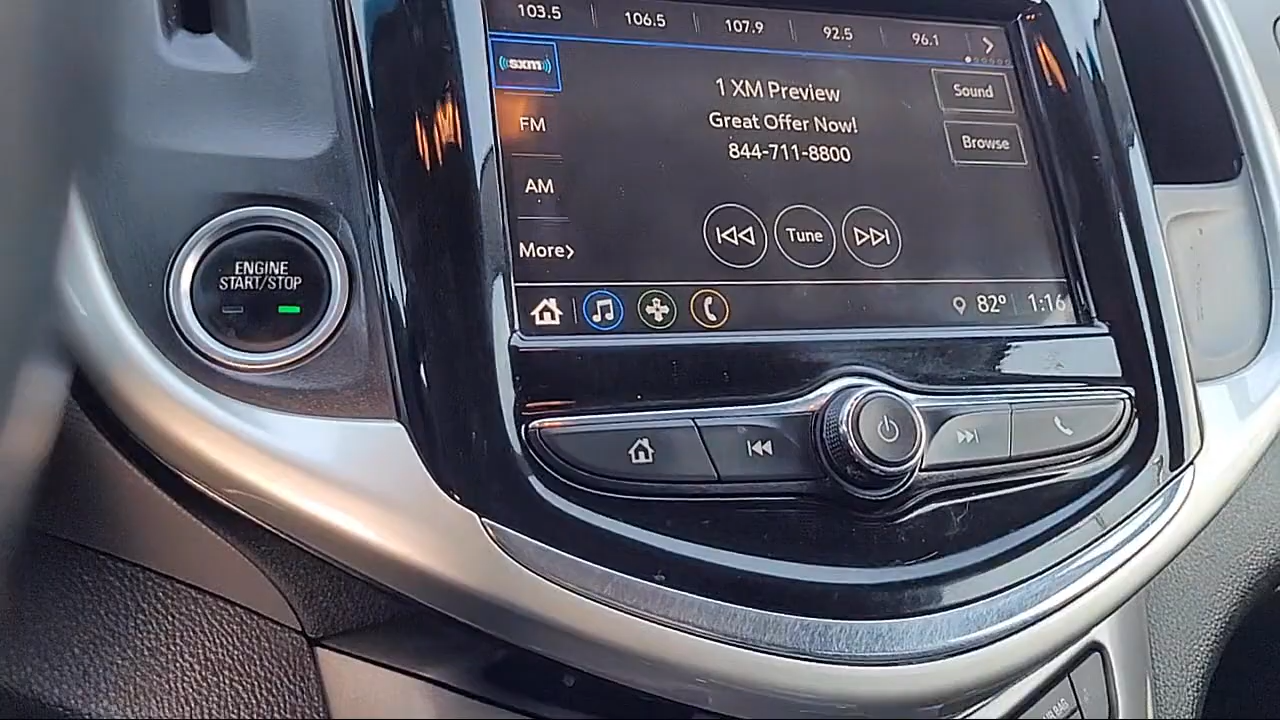 103.5 106.5 107.9 92.5 96.1
sxm
1 XM Preview
Sound
Great Offer Now!
FM
844-711-8800
Browse
AM
Tune
More
82° 1:16
ENGINE
START/STOP
BAG